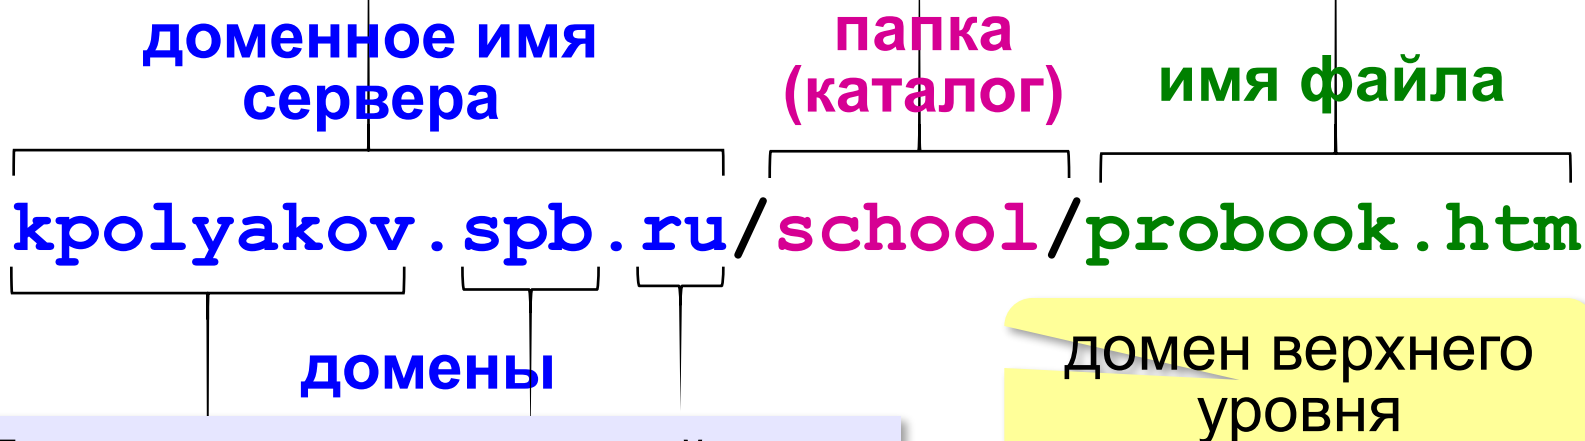 доменное имя
сервера
папка
(каталог)
имя файла
kpolyakov.spb.ru/school/probook.htm
домены
домен верхнего
уровня